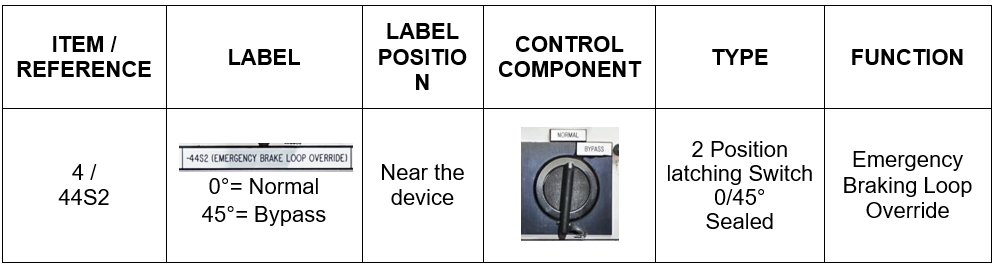 ITEM /
REFERENCE
LABEL
LABEL
POSITIO
N
CONTROL
COMPONENT
TYPE
FUNCTION
4 /
44S2
-44S2 (EMERGENCY BRAKE LOOP OVERRIDE)
0°= Normal
45°= Bypass
Near the
device
NORMAL
BYPASS
2 Position
latching Switch
0/45°
Sealed
Emergency
Braking Loop
Override